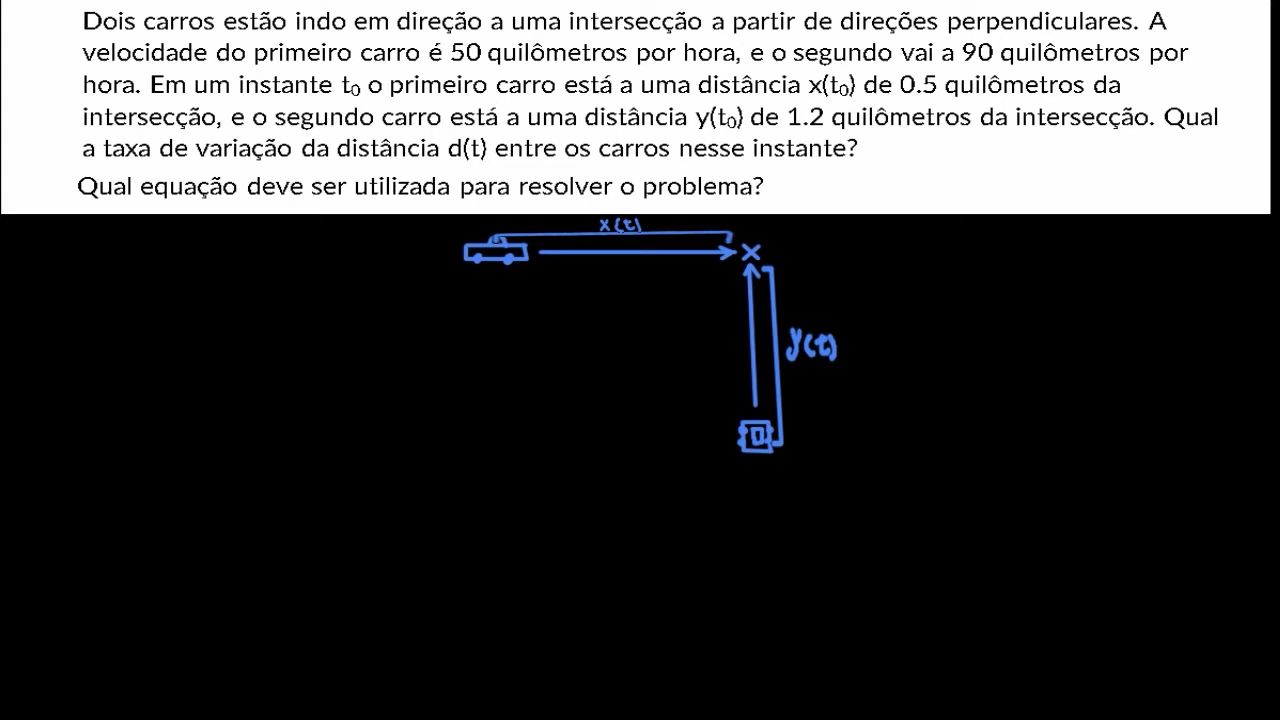 Dois carros estão indo em direção a uma intersecção a partir de direções perpendiculares. A
velocidade do primeiro carro é 50 quilômetros por hora, e o segundo vai a 90 quilômetros por
hora. Em um instante t₀ o primeiro carro está a uma distância x(t₀) de 0.5 quilômetros da
intersecção, e o segundo carro está a uma distância y(t₀) de 1.2 quilômetros da intersecção. Qual
a taxa de variação da distância d(t) entre os carros nesse instante?
Qual equação deve ser utilizada para resolver o problema?
x(t)
y(t)